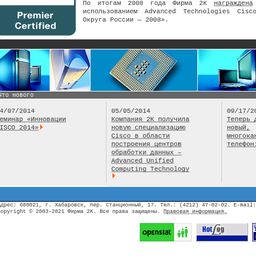 По итогам 2008 года Фирма 2К награждена
использованием Advanced Technologies Cisco
Округа России — 2008».
Premier
Certified
что нового
4/07/2014
еминар «Инновации
ISCO 2014»
05/05/2014
Компания 2К получила
новую специализацию
Cisco в области
построения центров
обработки данных –
Advanced Unified
Computing Technology
09/17/20
Теперь д
новый,
многокан
телефон:
дрес: 680021, г. Хабаровск, пер. Станционный, 17. Тел.: (4212) 47-02-02. E-mail:
opyright © 2003-2021 Фирма 2К. Все права защищены. Правовая информация.
openstat
HotLog